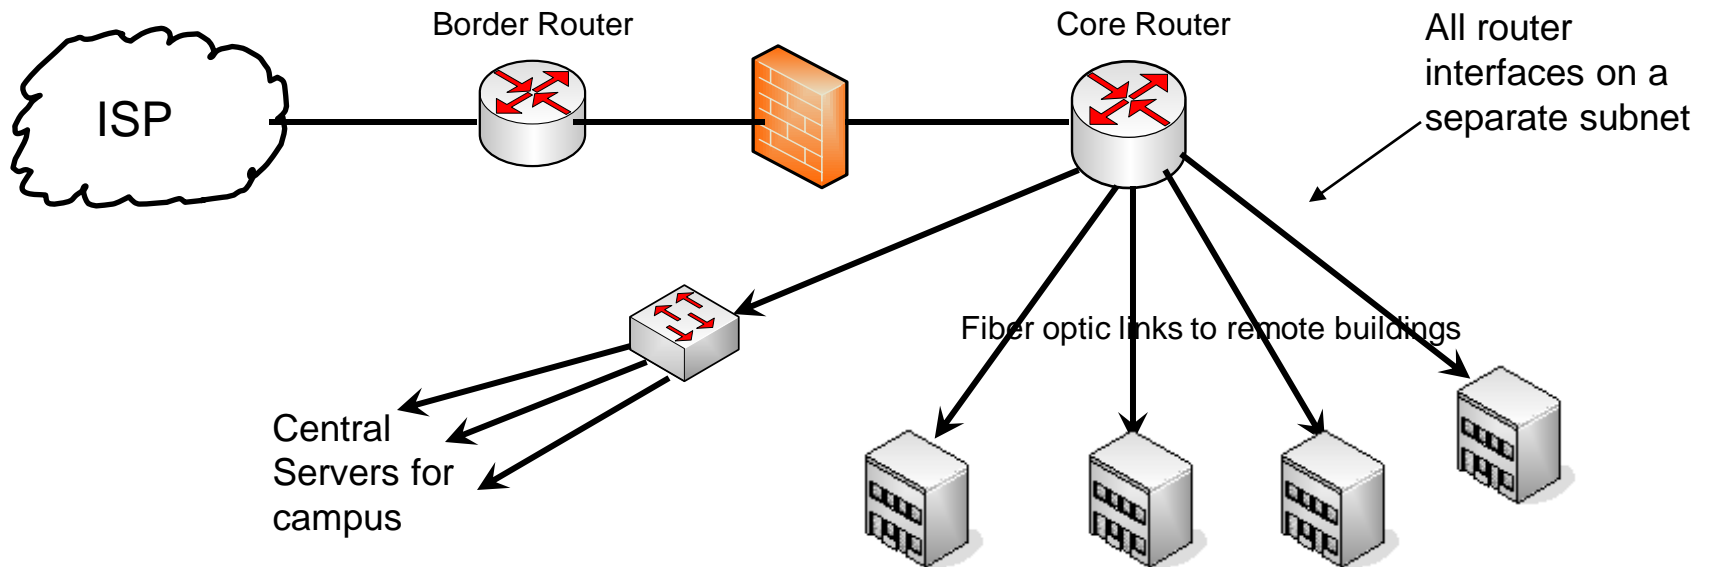 Border Router
Core Router
All router
interfaces on a
separate subnet
ISP
Fiber optic links to remote buildings
Central
Servers for
campus